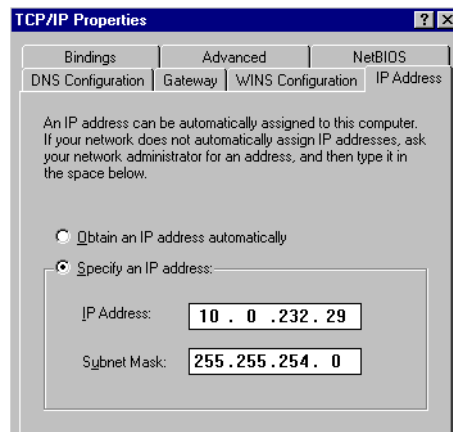 TCP/IP Properties
Bindings Advanced NetBIOS
DNS Configuration Gateway WINS Configuration IP Address
An IP address can be automatically assigned to this computer.
If your network does not automatically assign IP addresses, ask
your network administrator for an address, and then type it in
the space below.
Obtain an IP address automatically
Specify an IP address:
IP Address: 10 . 0 .232 . 29
Subnet Mask: 255.255.254. 0